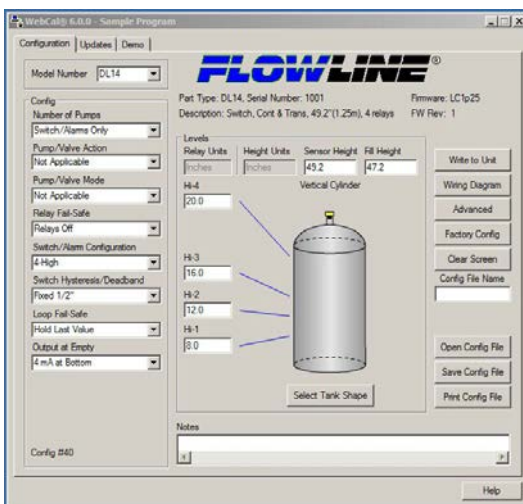 WebCal® 6.0.0 - Sample Program
Configuration Updates Demo
Model Number DL14
FLOWLINE®
Part Type: DL14, Serial Number: 1001 Firmware: LC1p25
Description: Switch, Cont & Trans, 49.2"(1.25m), 4 relays FW Rev: 1
Config
Number of Pumps
Switch/Alarms Only
Pump/Valve Action
Not Applicable
Pump/Valve Mode
Not Applicable
Relay Fail-Safe
Relays Off
Switch/Alarm Configuration
4-High
Switch Hysteresis/Deadband
Fixed 1/2"
Loop Fail-Safe
Hold Last Value
Output at Empty
4 mA at Bottom
Config #40
Levels
Relay Units Height Units Sensor Height Fill Height
Inches Inches 49.2 47.2
Hi-4 Vertical Cylinder
20.0
Hi-3
16.0
Hi-2
12.0
Hi-1
8.0
Select Tank Shape
Write to Unit
Wiring Diagram
Advanced
Factory Config
Clear Screen
Config File Name
Open Config File
Save Config File
Print Config File
Notes
Help